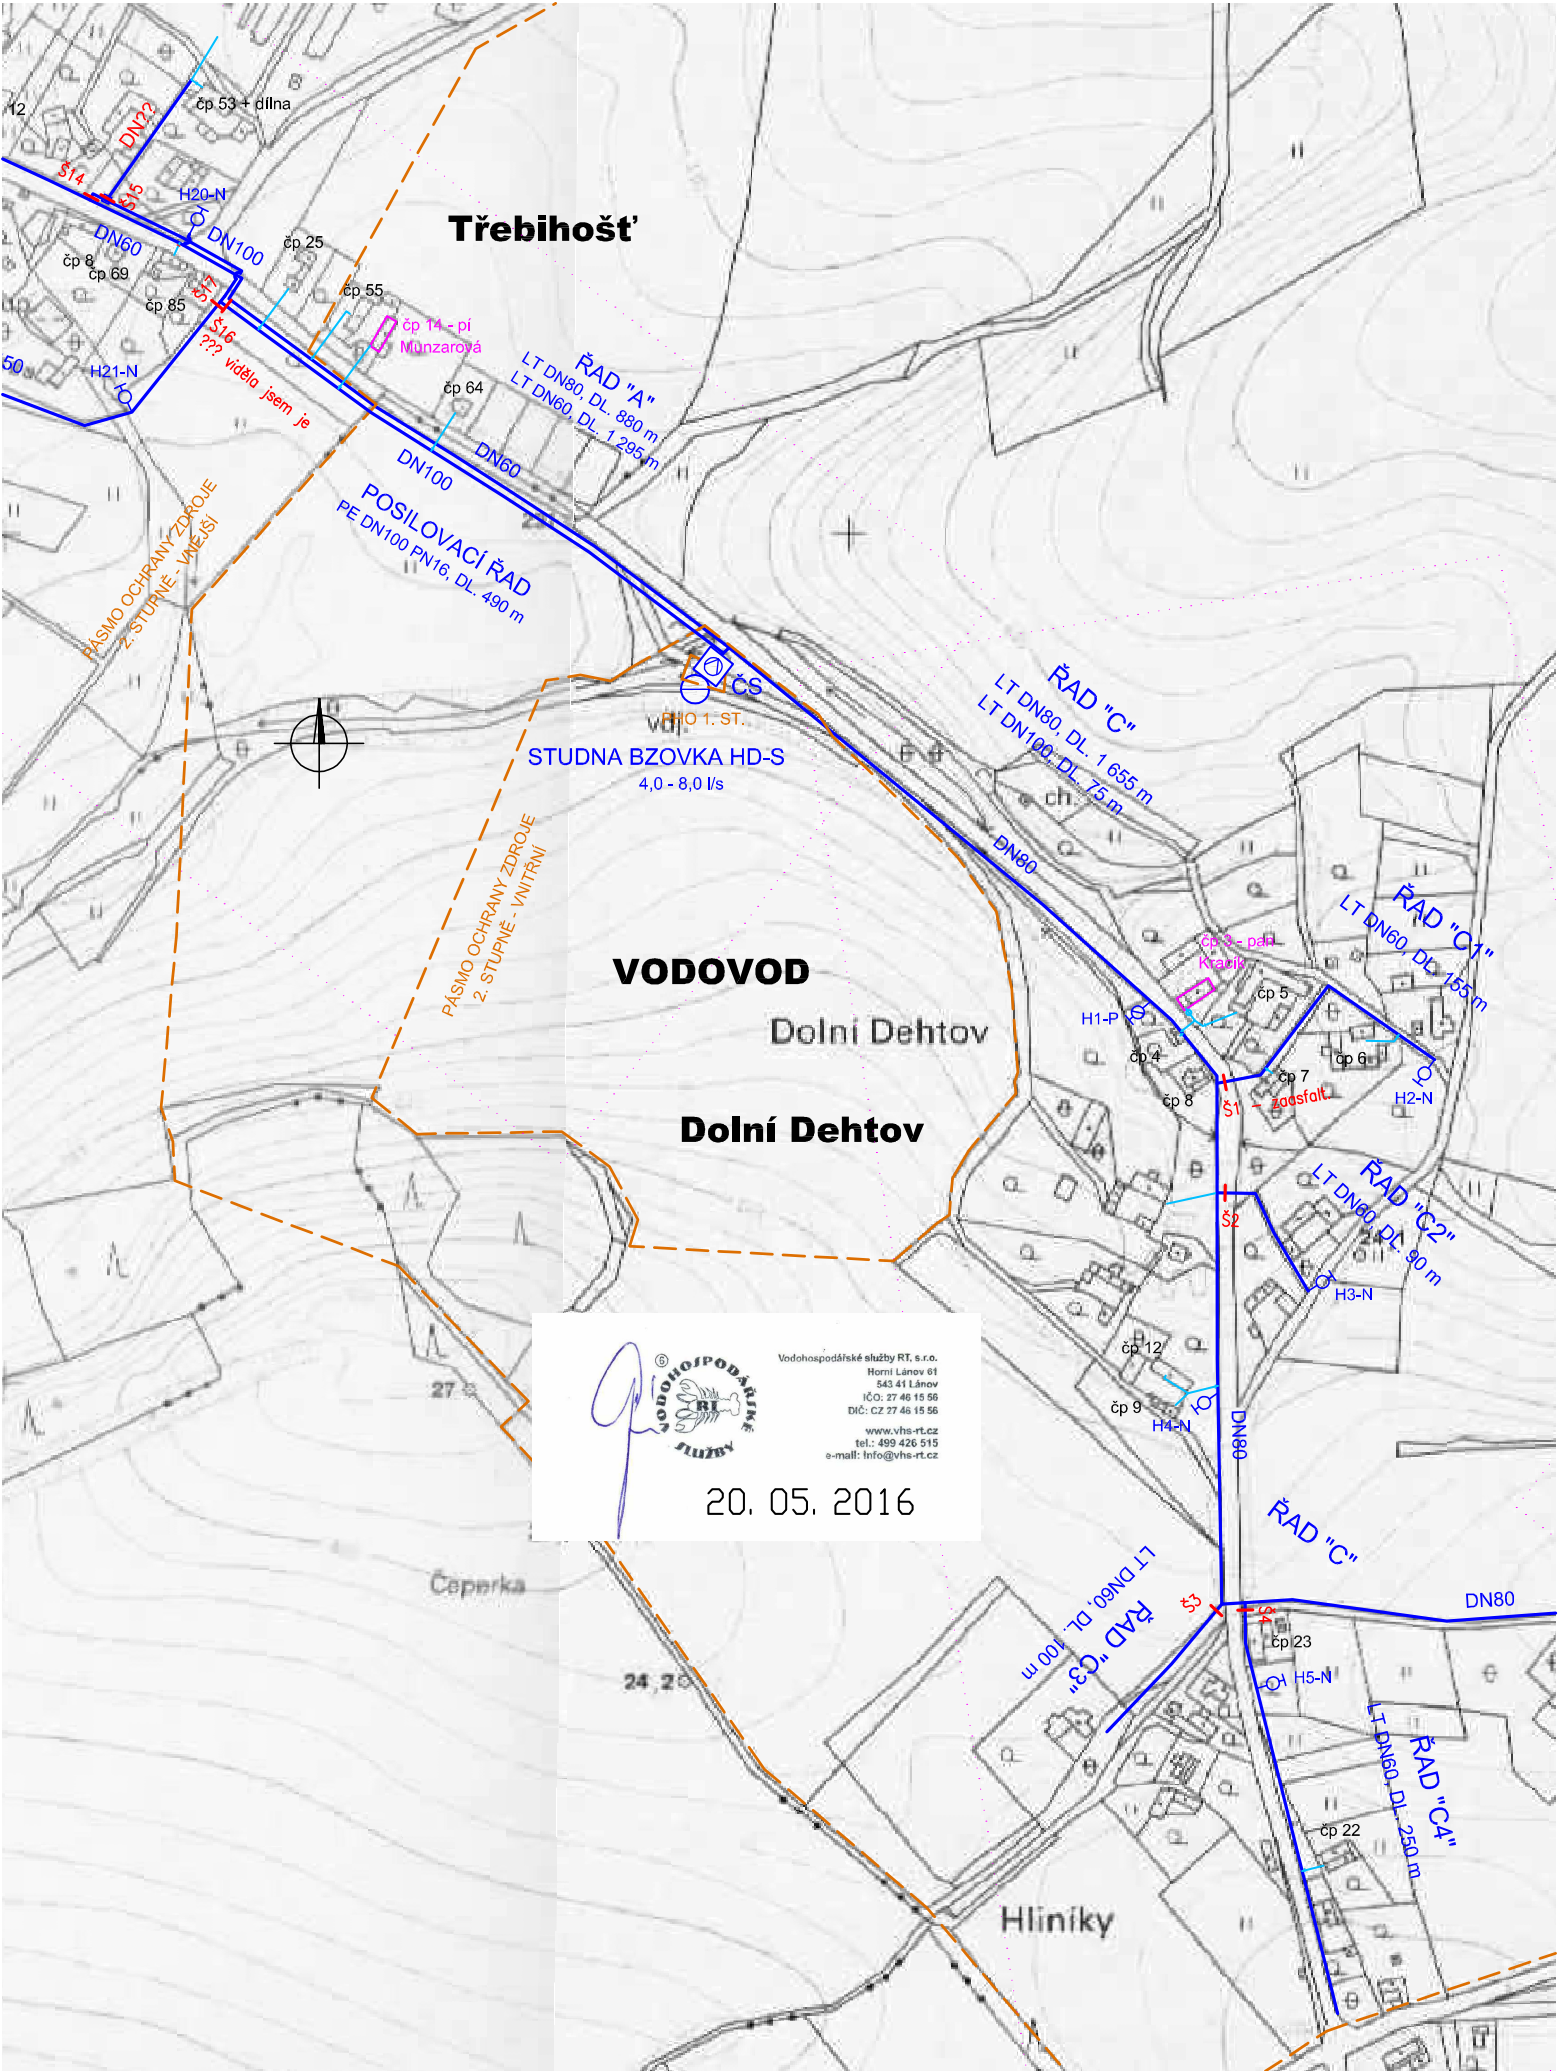 čp 53 + dílna
12
DN??
Š14
Š15
H20-N
DN60
DN100
Třebihošť
čp 25
čp 8
čp 69
čp 85
Š17
Š16
??? viděla jsem je
čp 55
čp 14 - pí
Munzarová
50
H21-N
čp 64
ŘAD "A"
LT DN80, DL. 880 m
LT DN60, DL. 1 295 m
DN60
DN100
POSILOVACÍ ŘAD
PE DN100 PN16, DL. 490 m
PÁSMO OCHRANY ZDROJE
2. STUPNĚ - VNĚJŠÍ
ČS
vdj.
PHO 1. ST.
STUDNA BZOVKA HD-S
4,0 - 8,0 l/s
ŘAD "C"
LT DN80, DL. 1 655 m
LT DN100, DL. 75 m
ch.
DN80
PÁSMO OCHRANY ZDROJE
2. STUPNĚ - VNITŘNÍ
ŘAD "C1"
LT DN60, DL. 155 m
čp 3 - pan
Kracík
VODOVOD
čp 5
H1-P
Dolní Dehtov
čp 4
čp 6
čp 7
čp 8
Š1 - zaasfalt.
H2-N
Dolní Dehtov
ŘAD "C2"
LT DN60, DL. 90 m
Š2
H3-N
čp 12
čp 9
H4-N
27
DN80
VODOHOSPODÁŘSKÉ
RT
SLUŽBY
6
Vodohospodářské služby RT, s.r.o.
Horní Lánov 61
543 41 Lánov
IČO: 27 46 15 56
DIČ: CZ 27 46 15 56
www.vhs-rt.cz
tel.: 499 426 515
e-mail: info@vhs-rt.cz
20. 05. 2016
ŘAD "C"
Čeperka
DN80
Š3
Š4
ŘAD "C3"
LT DN60, DL. 100 m
čp 23
H5-N
24,2
ŘAD "C4"
LT DN60, DL. 250 m
čp 22
Hliníky